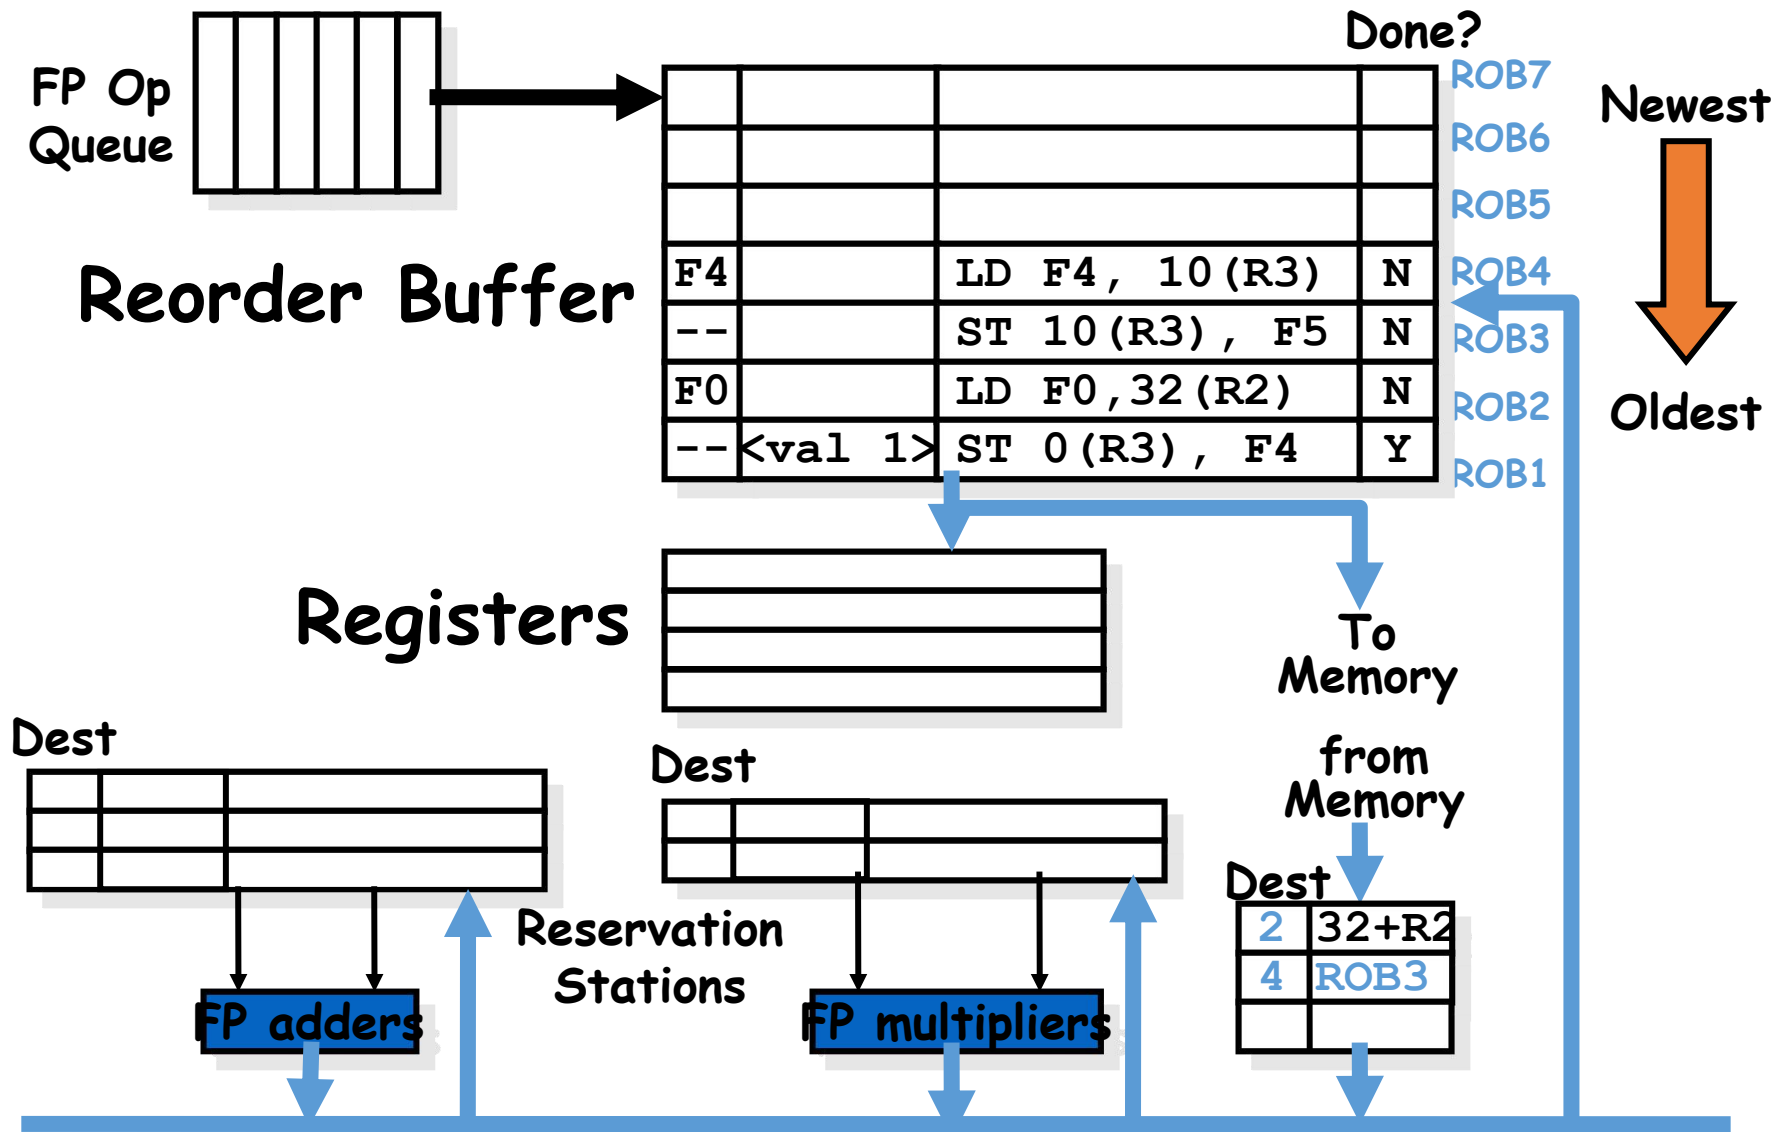 Done?
FP Op
Queue
ROB7
Newest
ROB6
ROB5
Reorder Buffer
F4 LD F4, 10(R3) N ROB4
-- ST 10(R3), F5 N ROB3
F0 LD F0,32(R2) N ROB2
Oldest
-- <val 1> ST 0(R3), F4 Y ROB1
Registers
To
Memory
from
Memory
Dest
Dest
Dest
2 32+R2
4 ROB3
Reservation
Stations
FP adders
FP multipliers